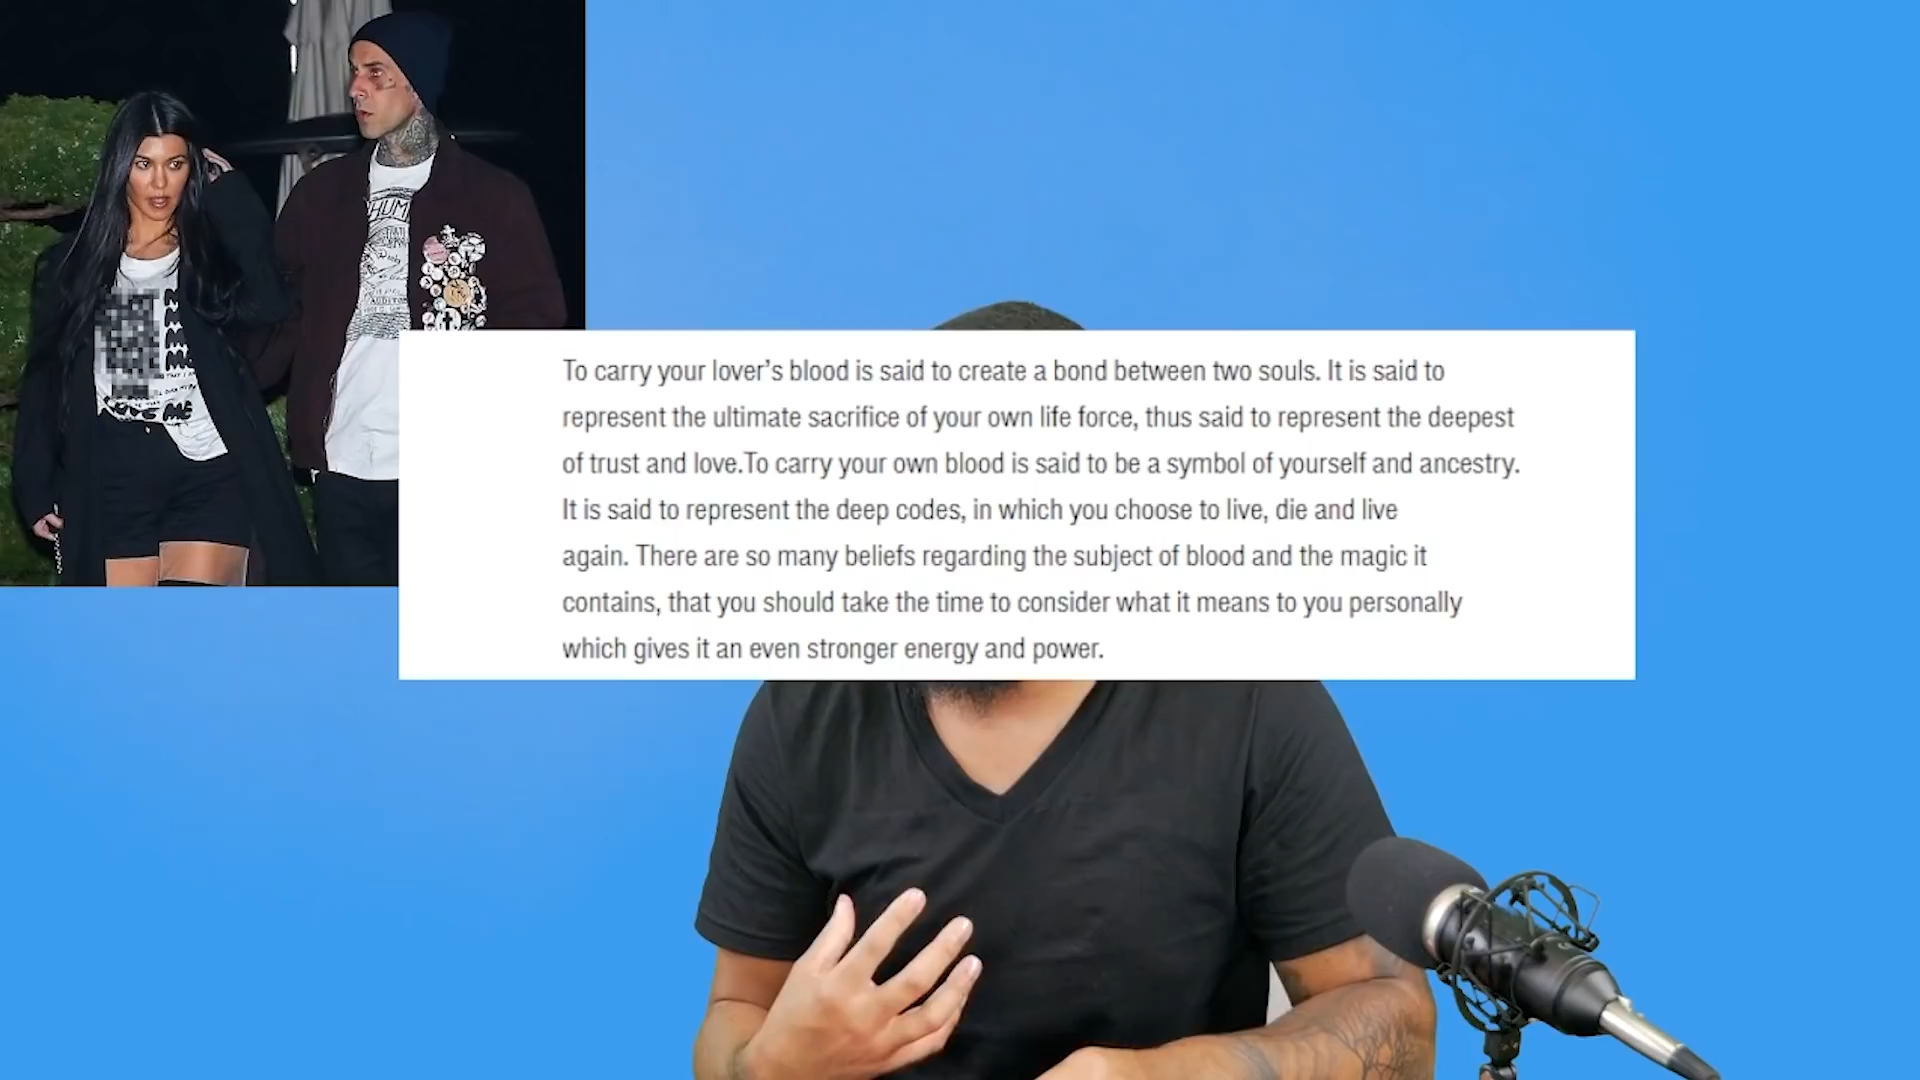 HUM
LOVE ME
To carry your lover’s blood is said to create a bond between two souls. It is said to
represent the ultimate sacrifice of your own life force, thus said to represent the deepest
of trust and love.To carry your own blood is said to be a symbol of yourself and ancestry.
It is said to represent the deep codes, in which you choose to live, die and live
again. There are so many beliefs regarding the subject of blood and the magic it
contains, that you should take the time to consider what it means to you personally
which gives it an even stronger energy and power.